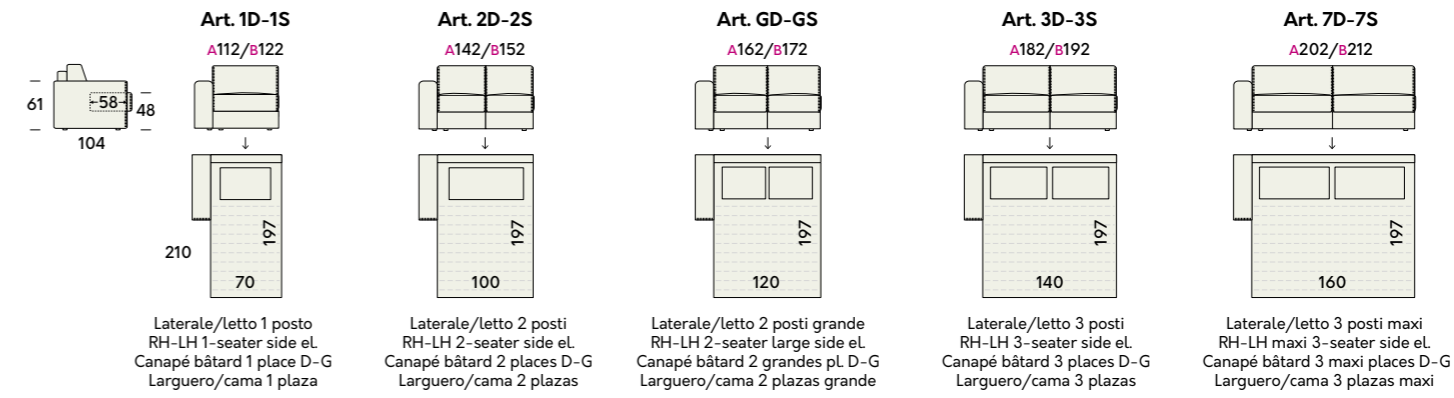 Art. 1D-1S
A112/B122
61
58
48
104
210
197
70
Laterale/letto 1 posto
RH-LH 1-seater side el.
Canapé bâtard 1 place D-G
Larguero/cama 1 plaza
Art. 2D-2S
A142/B152
197
100
Laterale/letto 2 posti
RH-LH 2-seater side el.
Canapé bâtard 2 places D-G
Larguero/cama 2 plazas
Art. GD-GS
A162/B172
197
120
Laterale/letto 2 posti grande
RH-LH 2-seater large side el.
Canapé bâtard 2 grandes pl. D-G
Larguero/cama 2 plazas grande
Art. 3D-3S
A182/B192
197
140
Laterale/letto 3 posti
RH-LH 3-seater side el.
Canapé bâtard 3 places D-G
Larguero/cama 3 plazas
Art. 7D-7S
A202/B212
197
160
Laterale/letto 3 posti maxi
RH-LH maxi 3-seater side el.
Canapé bâtard 3 maxi places D-G
Larguero/cama 3 plazas maxi